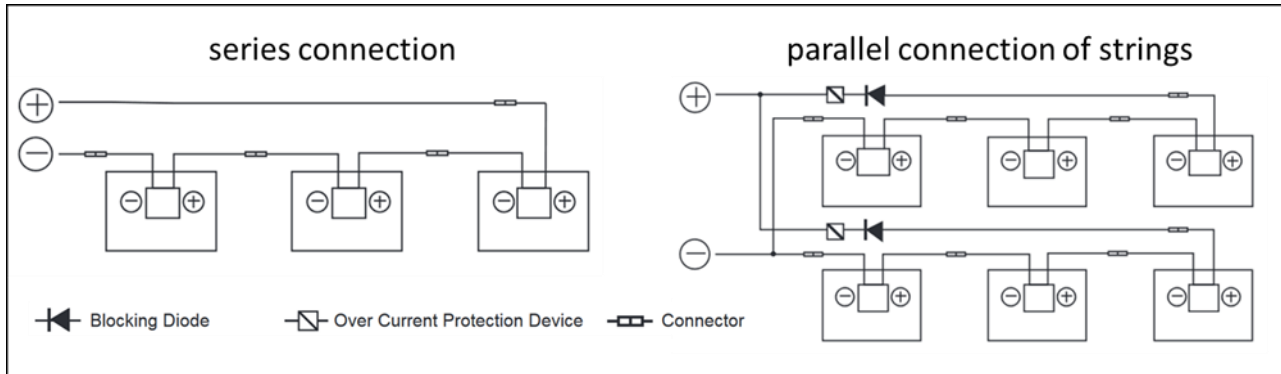 series connection
parallel connection of strings
+
−
− + − + − +
+
− + − + − +
−
− + − + − +
Blocking Diode
Over Current Protection Device
Connector